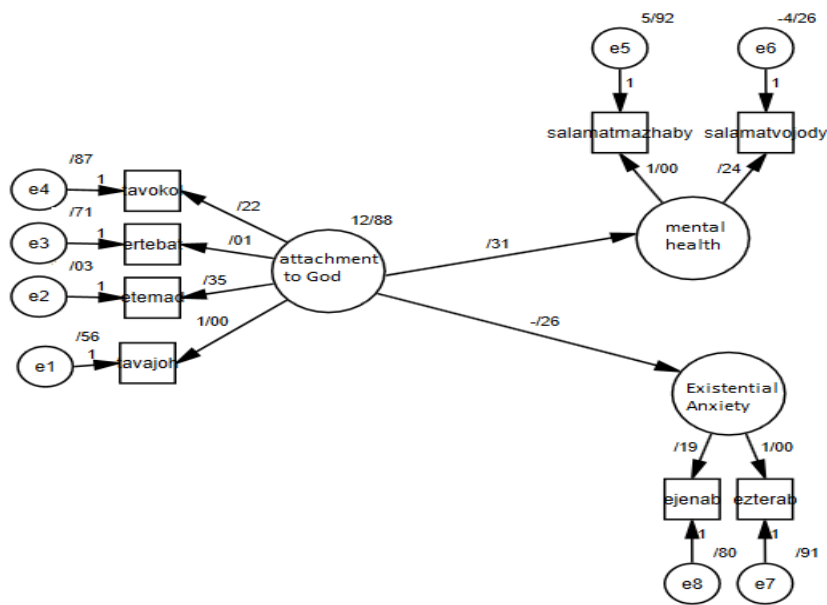 5/92
-4/26
e5
e6
1
1
salamatmazhaby
salamatvojody
1/00
/24
mental
health
/87
e4
1
tavokol
/22
/71
e3
1
ertebat
/01
12/88
attachment
to God
/31
/03
e2
1
etemad
/35
1/00
/56
e1
1
tavajoh
-/26
Existential
Anxiety
/19
1/00
ejenab
ezterab
1
1
/80
/91
e8
e7